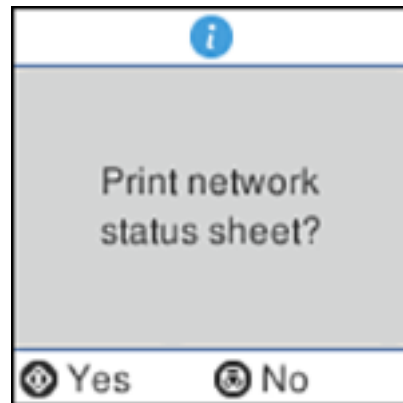 i
Print network
status sheet?
Yes No